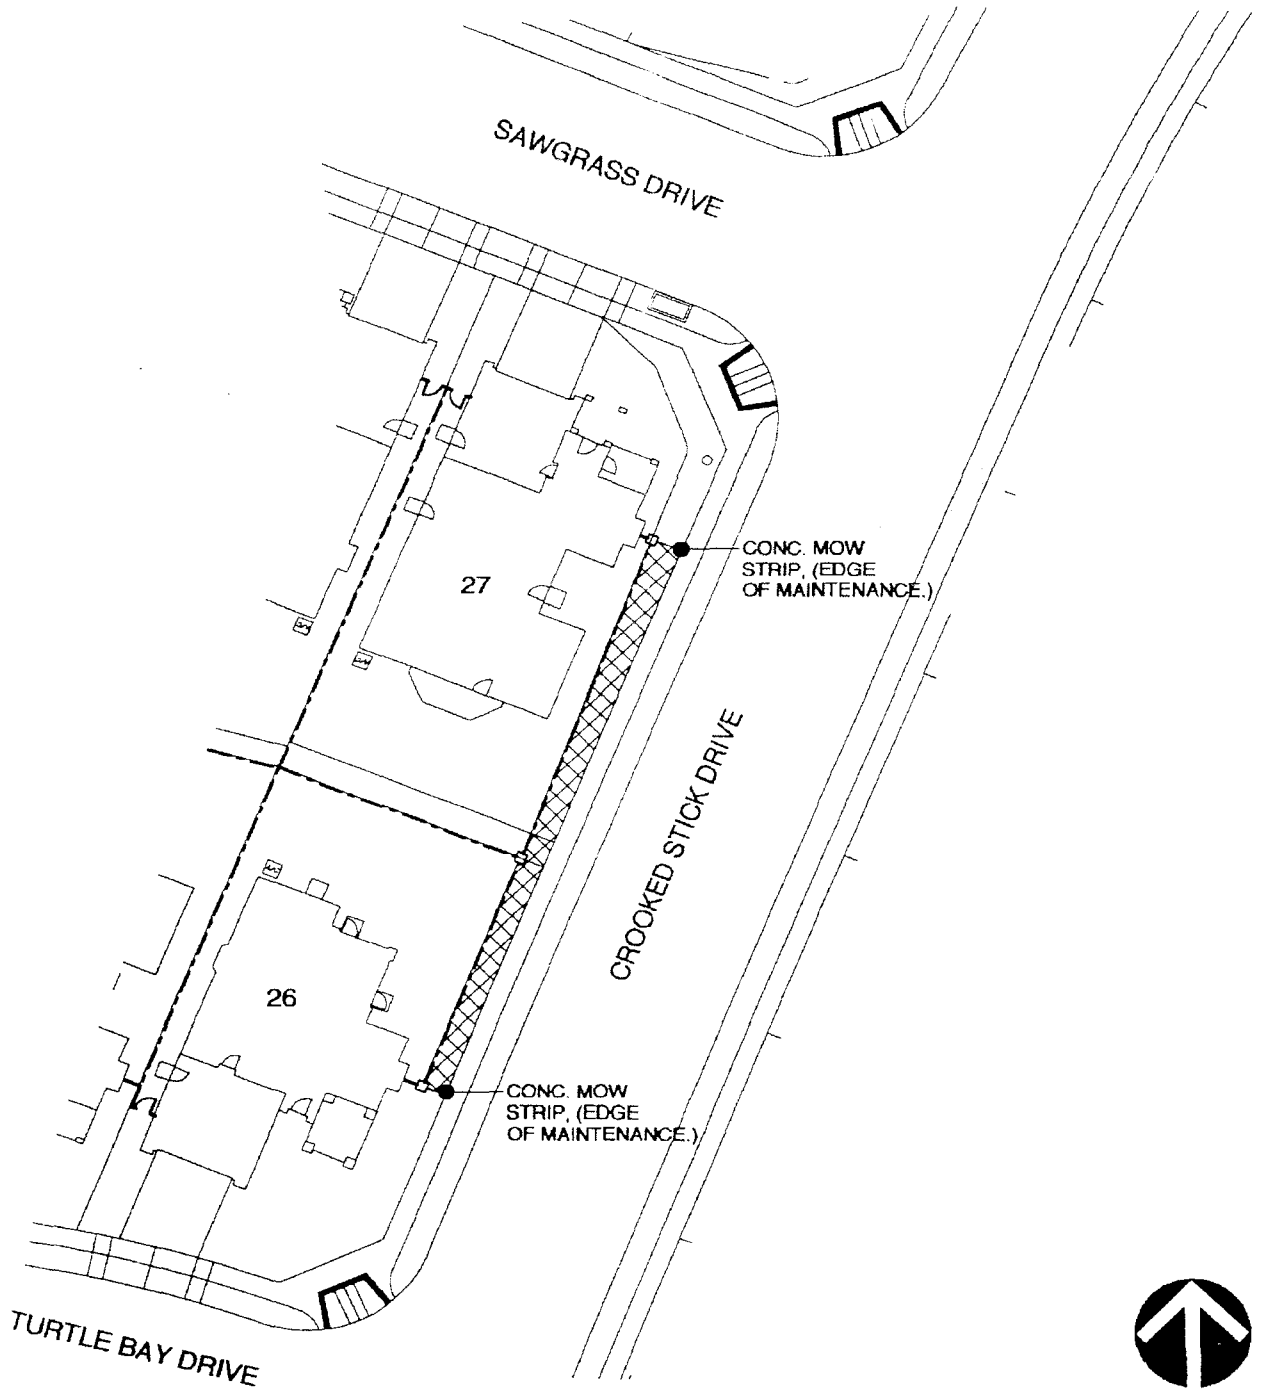 SAWGRASS DRIVE
27
CONC. MOW
STRIP, (EDGE
OF MAINTENANCE.)
CROOKED STICK DRIVE
26
CONC. MOW
STRIP, (EDGE
OF MAINTENANCE.)
TURTLE BAY DRIVE